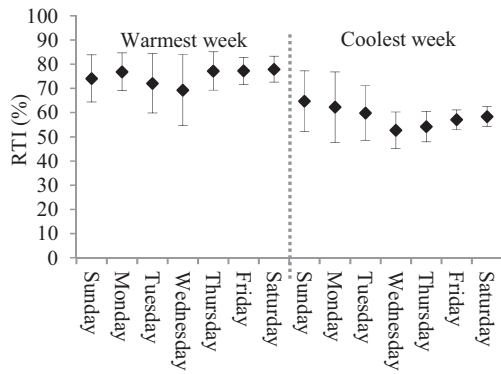 100
90
80
70
60
50
40
30
20
10
0
RTI (%)
Warmest week
Coolest week
Sunday
Monday
Tuesday
Wednesday
Thursday
Friday
Saturday
Sunday
Monday
Tuesday
Wednesday
Thursday
Friday
Saturday